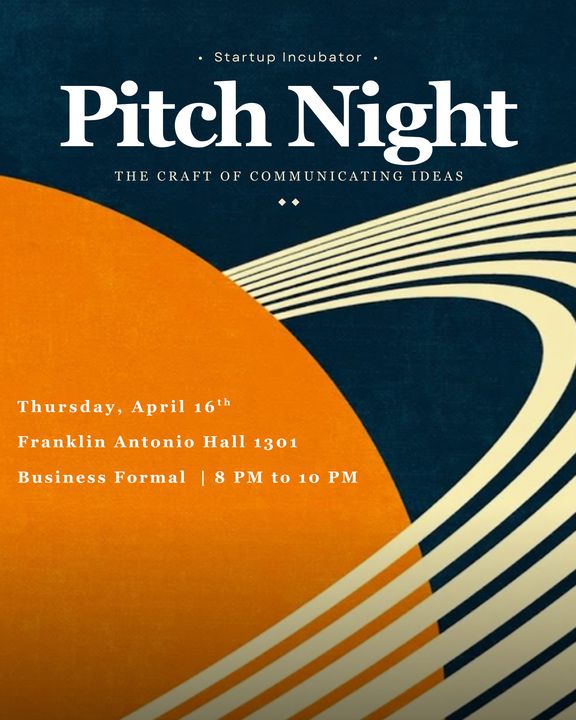 • Startup Incubator •
Pitch Night
THE CRAFT OF COMMUNICATING IDEAS
Thursday, April 16th
Franklin Antonio Hall 1301
Business Formal | 8 PM to 10 PM